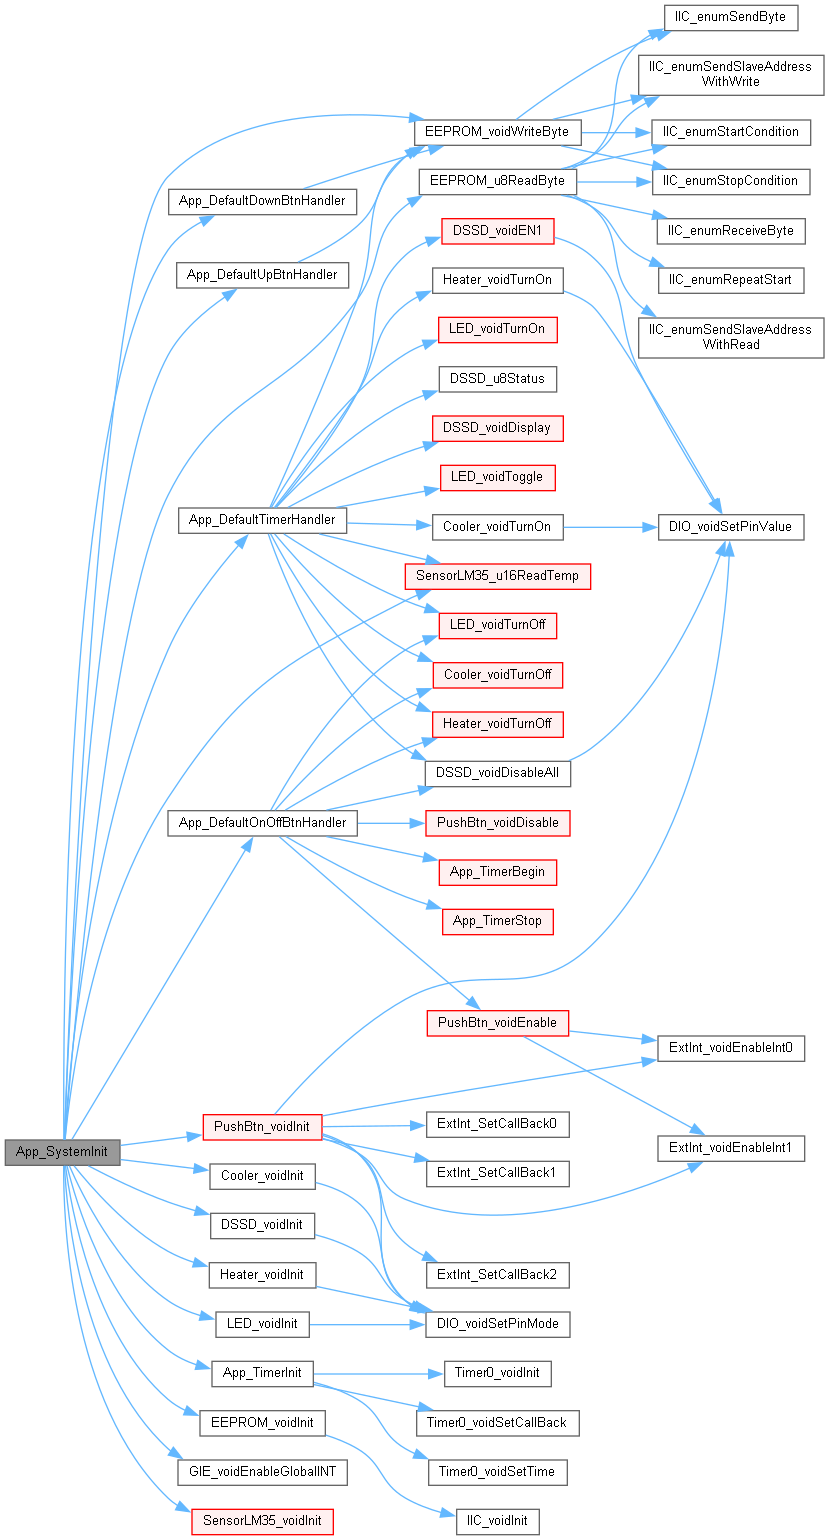 IIC_enumSendByte
IIC_enumSendSlaveAddress
WithWrite
EEPROM_voidWriteByte
IIC_enumStartCondition
EEPROM_u8ReadByte
IIC_enumStopCondition
App_DefaultDownBtnHandler
DSSD_voidEN1
IIC_enumReceiveByte
App_DefaultUpBtnHandler
Heater_voidTurnOn
IIC_enumRepeatStart
LED_voidTurnOn
IIC_enumSendSlaveAddress
WithRead
DSSD_u8Status
DSSD_voidDisplay
LED_voidToggle
App_DefaultTimerHandler
Cooler_voidTurnOn
DIO_voidSetPinValue
SensorLM35_u16ReadTemp
LED_voidTurnOff
Cooler_voidTurnOff
Heater_voidTurnOff
DSSD_voidDisableAll
App_DefaultOnOffBtnHandler
PushBtn_voidDisable
App_TimerBegin
App_TimerStop
PushBtn_voidEnable
ExtInt_voidEnableInt0
PushBtn_voidInit
ExtInt_SetCallBack0
App_SystemInit
ExtInt_voidEnableInt1
Cooler_voidInit
ExtInt_SetCallBack1
DSSD_voidInit
Heater_voidInit
ExtInt_SetCallBack2
LED_voidInit
DIO_voidSetPinMode
App_TimerInit
Timer0_voidInit
EEPROM_voidInit
Timer0_voidSetCallBack
GIE_voidEnableGlobalINT
Timer0_voidSetTime
SensorLM35_voidInit
IIC_voidInit